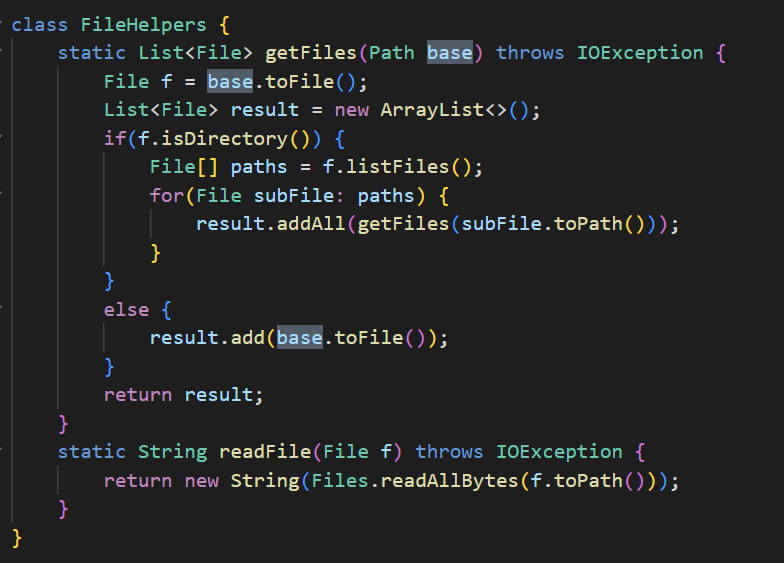 class FileHelpers {
    static List<File> getFiles(Path base) throws IOException {
        File f = base.toFile();
        List<File> result = new ArrayList<>();
        if(f.isDirectory()) {
            File[] paths = f.listFiles();
            for(File subFile: paths) {
                result.addAll(getFiles(subFile.toPath()));
            }
        }
        else {
            result.add(base.toFile());
        }
        return result;
    }
    static String readFile(File f) throws IOException {
        return new String(Files.readAllBytes(f.toPath()));
    }
}